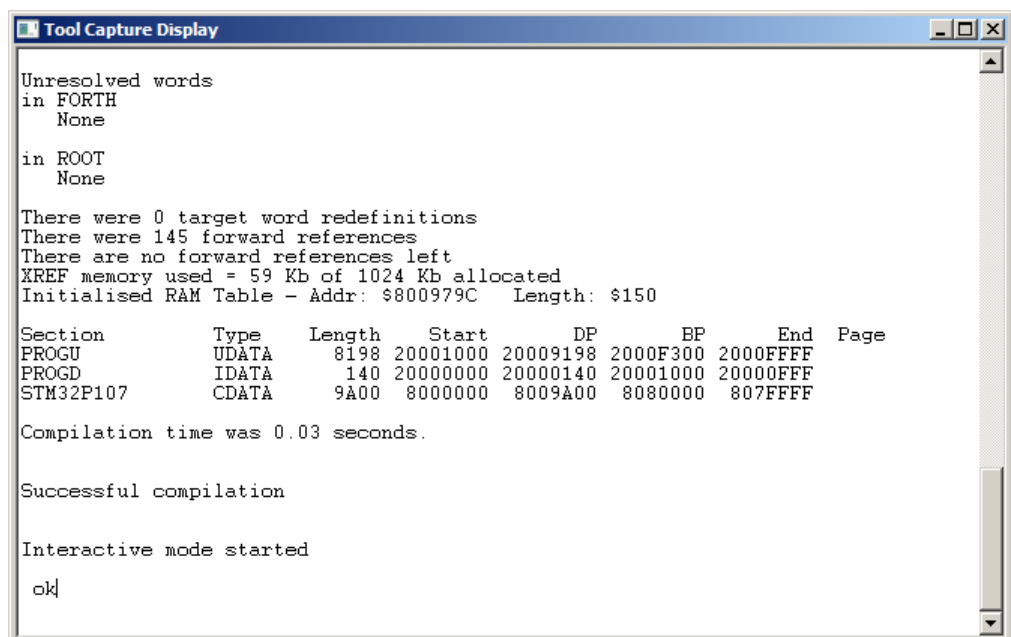 Tool Capture Display
Unresolved words
in FORTH
None
in ROOT
None
There were 0 target word redefinitions
There were 145 forward references
There are no forward references left
XREF memory used = 59 Kb of 1024 Kb allocated
Initialised RAM Table - Addr: $800979C Length: $150
Section Type Length Start DP BP End Page
PROGU UDATA 8198 20001000 20009198 2000F300 2000FFFF
PROGD IDATA 140 20000000 20000140 20001000 20000FFF
STM32P107 CDATA 9A00 8000000 8009A00 8080000 807FFFF
Compilation time was 0.03 seconds.
Successful compilation
Interactive mode started
ok